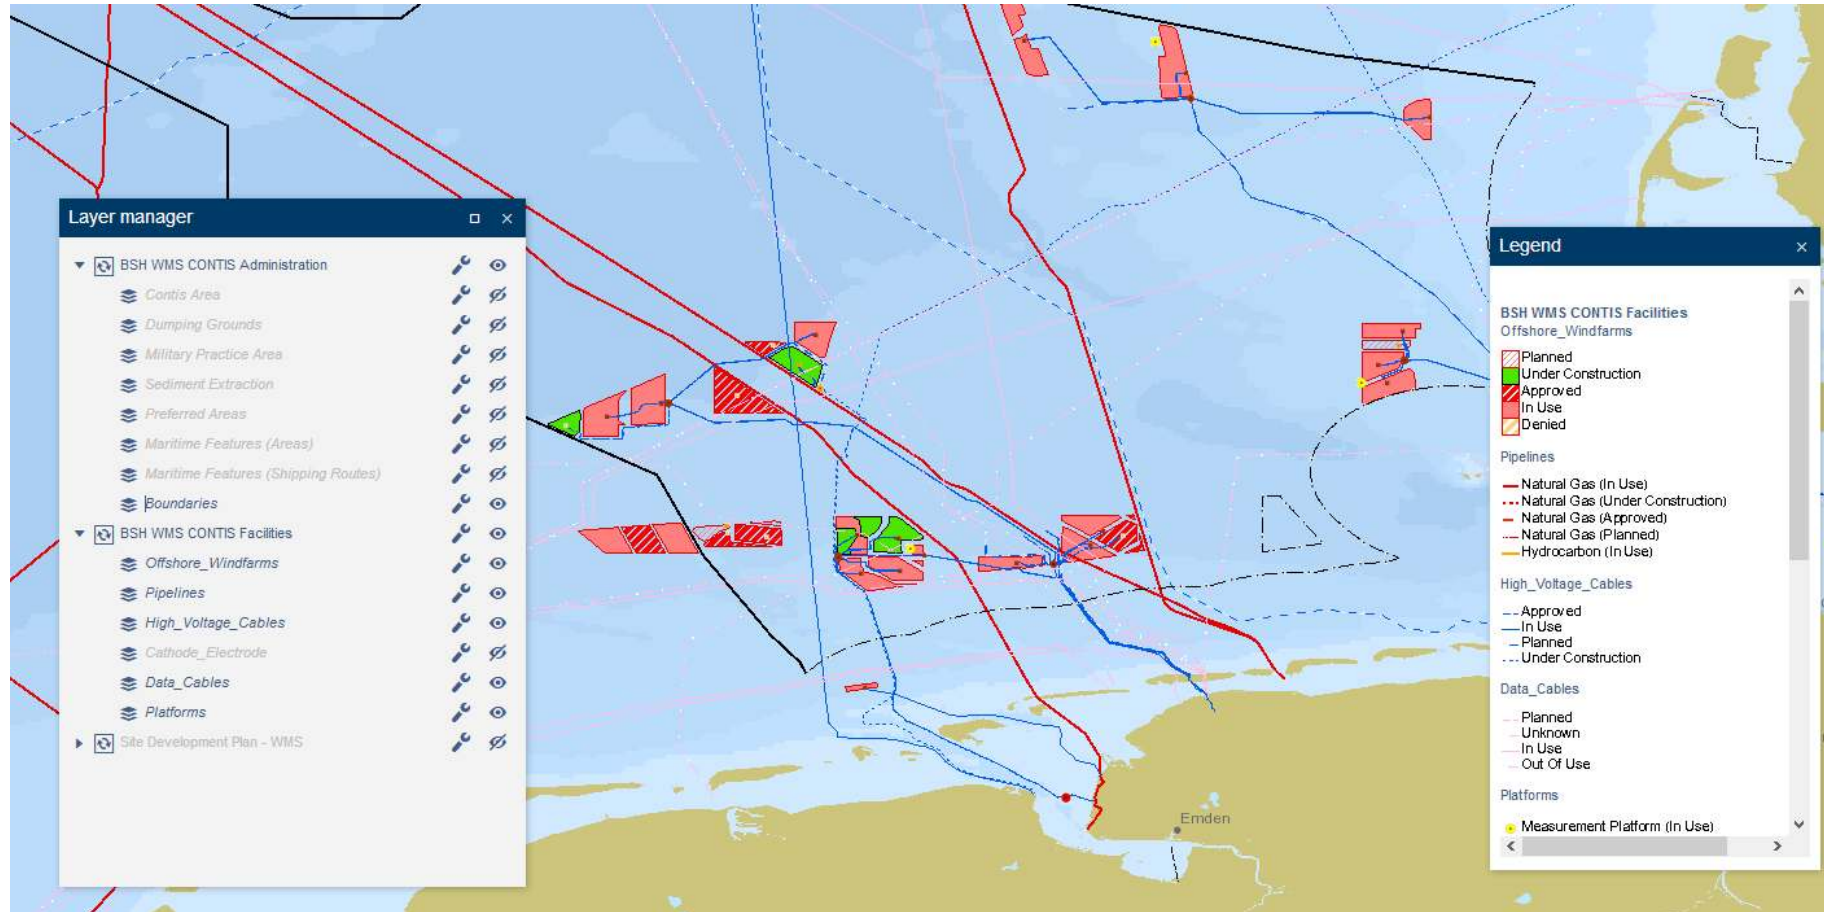 Layer manager
BSH WMS CONTIS Administration
Contis Area
Dumping Grounds
Military Practice Area
Sediment Extraction
Preferred Areas
Maritime Features (Areas)
Maritime Features (Shipping Routes)
Boundaries
BSH WMS CONTIS Facilities
Offshore_Windfarms
Pipelines
High_Voltage_Cables
Cathode_Electrode
Data_Cables
Platforms
Site Development Plan - WMS
Emden
Legend
BSH WMS CONTIS Facilities
Offshore_Windfarms
Planned
Under Construction
Approved
In Use
Denied
Pipelines
Natural Gas (In Use)
Natural Gas (Under Construction)
Natural Gas (Approved)
Natural Gas (Planned)
Hydrocarbon (In Use)
High_Voltage_Cables
Approved
In Use
Planned
Under Construction
Data_Cables
Planned
Unknown
In Use
Out Of Use
Platforms
Measurement Platform (In Use)